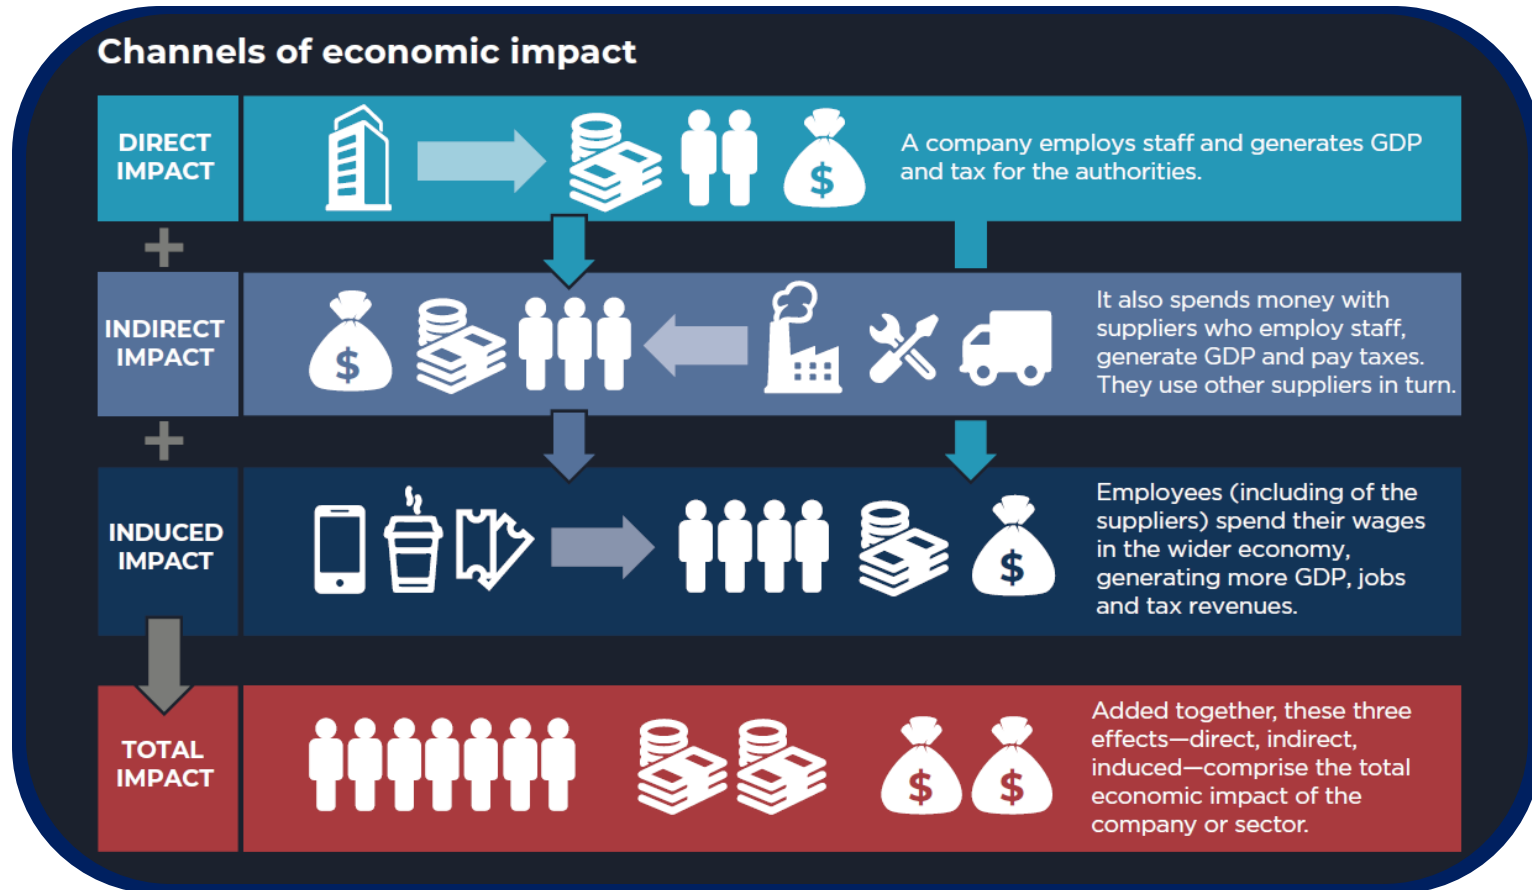 Channels of economic impact
DIRECT
IMPACT
$
A company employs staff and generates GDP
and tax for the authorities.
+
INDIRECT
IMPACT
$
It also spends money with
suppliers who employ staff,
generate GDP and pay taxes.
They use other suppliers in turn.
+
INDUCED
IMPACT
$
Employees (including of the
suppliers) spend their wages
in the wider economy,
generating more GDP, jobs
and tax revenues.
TOTAL
IMPACT
$ $
Added together, these three
effects—direct, indirect,
induced—comprise the total
economic impact of the
company or sector.